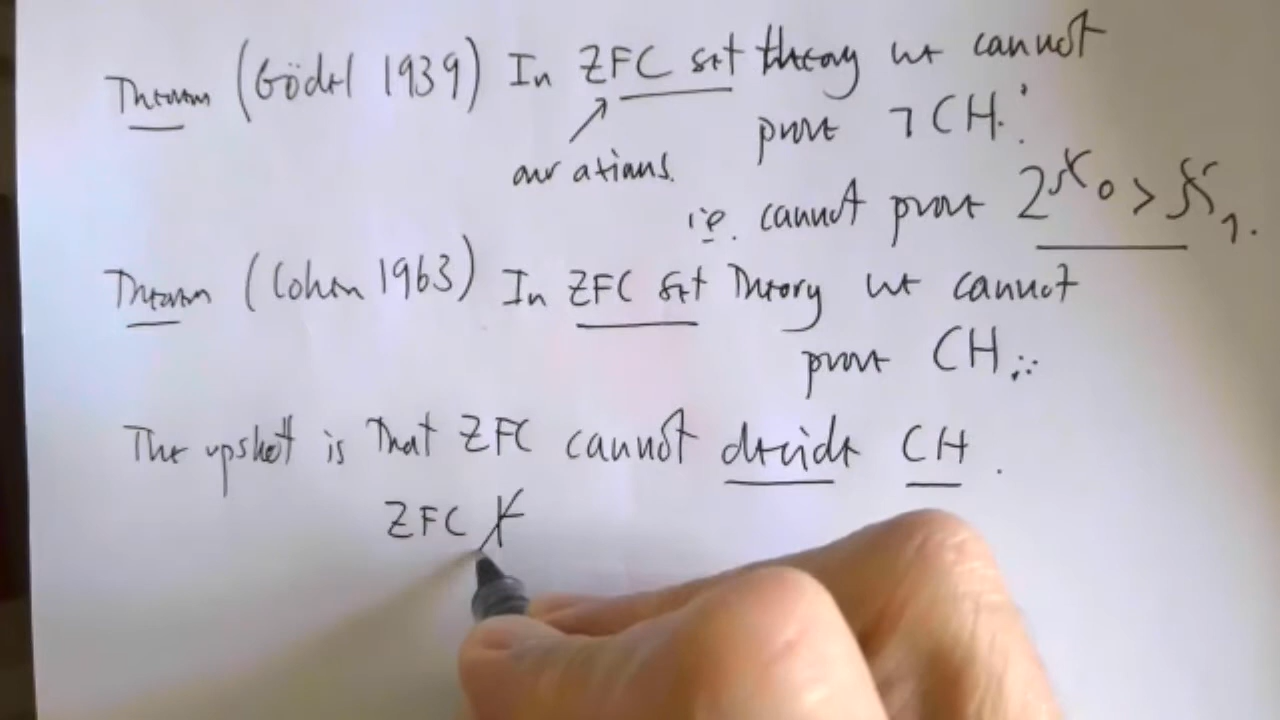 Theorem (Gödel 1939) In ZFC set theory we cannot
prove ¬CH.
our axioms.
i.e. cannot prove 2^ℵ0 > ℵ1.
Theorem (Cohen 1963) In ZFC set Theory we cannot
prove CH.
The upshot is that ZFC cannot decide CH.
ZFC ⊬